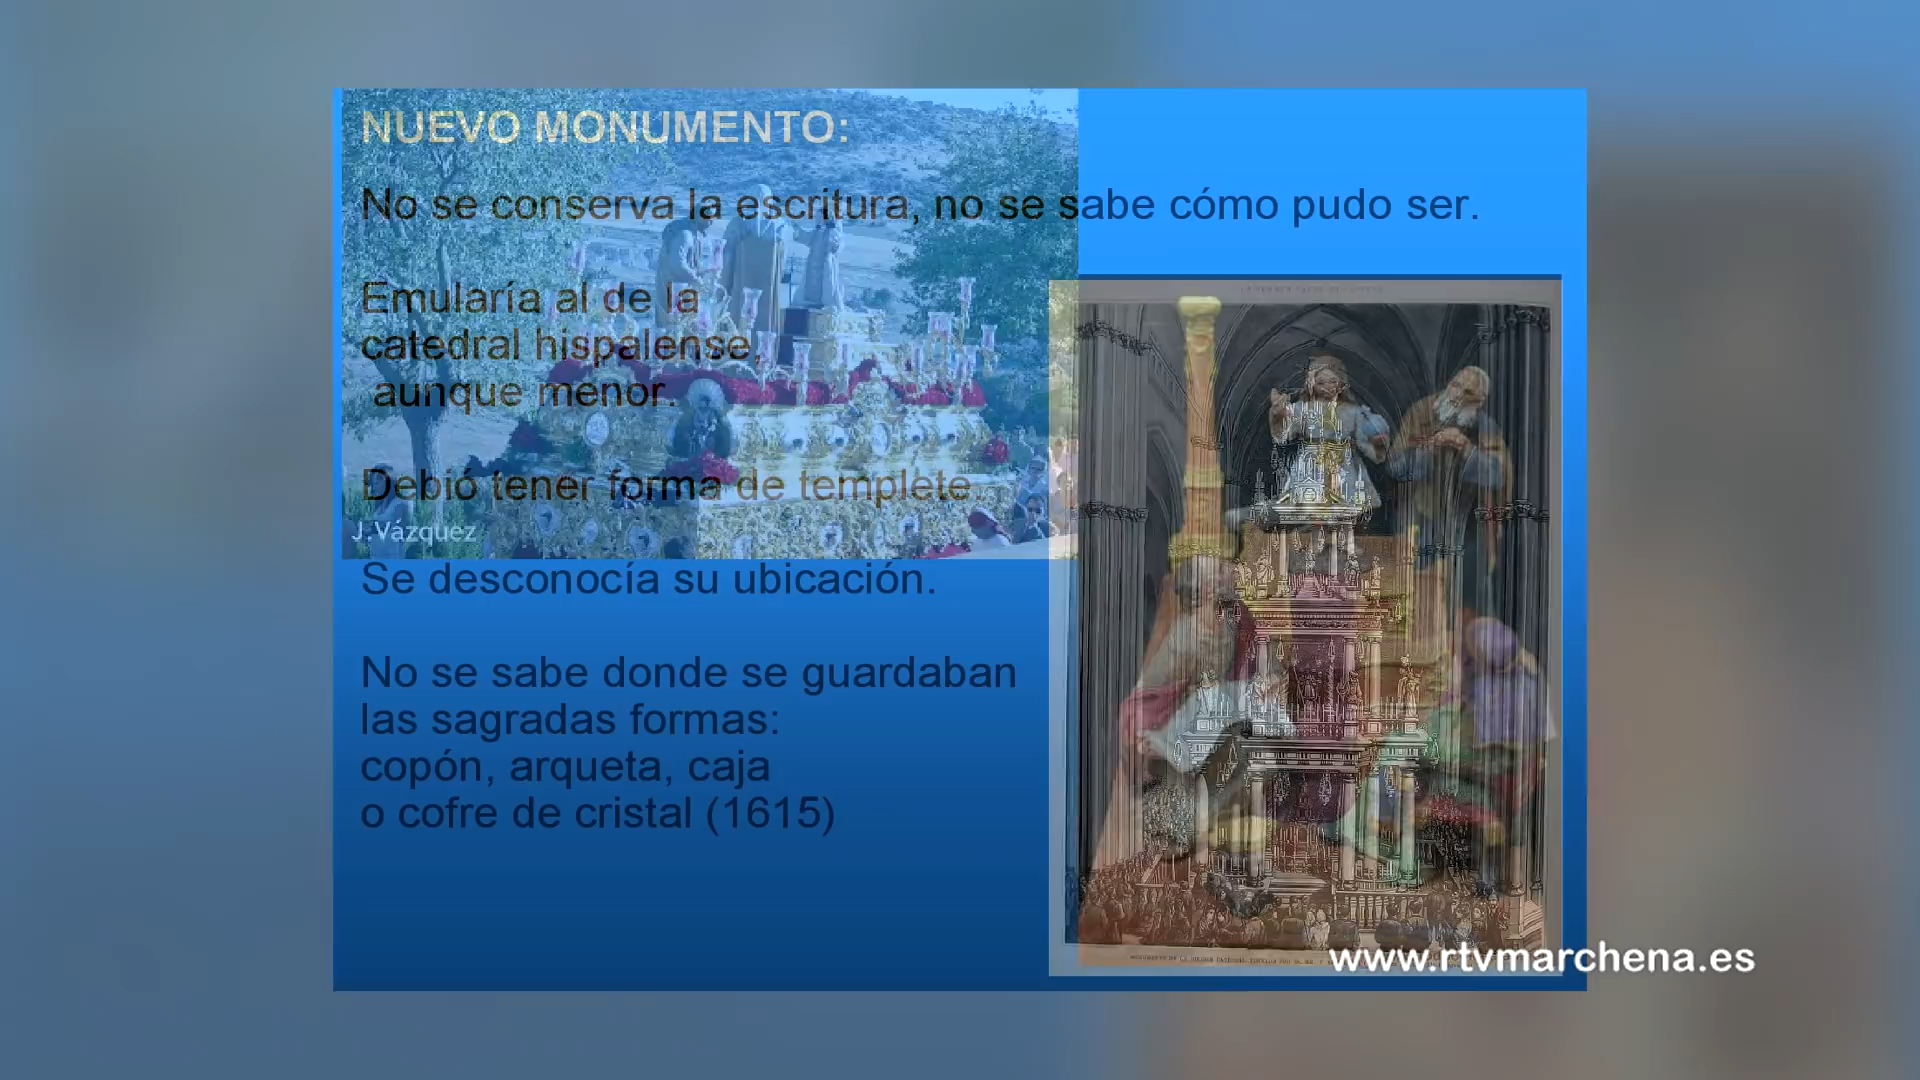 NUEVO MONUMENTO:
No se conserva la escritura, no se sabe cómo pudo ser.
Emularía al de la
catedral hispalense,
aunque menor.
Debió tener forma de templete.
J.Vázquez
Se desconocía su ubicación.
No se sabe donde se guardaban
las sagradas formas:
copón, arqueta, caja
o cofre de cristal (1615)
www.rtvmarchena.es